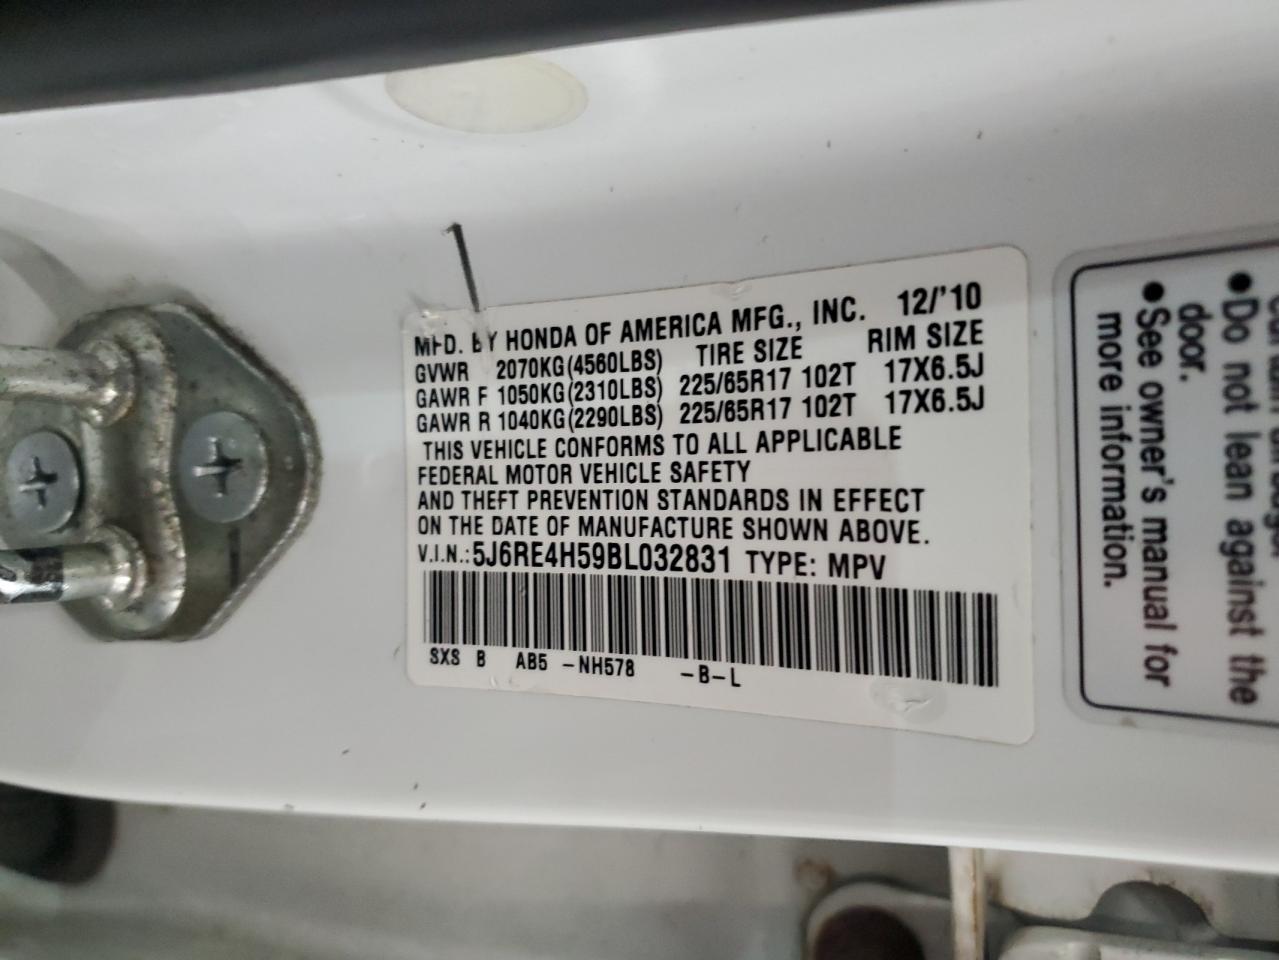 MFD. BY HONDA OF AMERICA MFG., INC. 12/'10
GVWR 2070KG(4560LBS) TIRE SIZE RIM SIZE
GAWR F 1050KG(2310LBS) 225/65R17 102T 17X6.5J
GAWR R 1040KG(2290LBS) 225/65R17 102T 17X6.5J
THIS VEHICLE CONFORMS TO ALL APPLICABLE
FEDERAL MOTOR VEHICLE SAFETY
AND THEFT PREVENTION STANDARDS IN EFFECT
ON THE DATE OF MANUFACTURE SHOWN ABOVE.
V.I.N.:5J6RE4H59BL032831 TYPE: MPV
SXS B AB5 -NH578 -B-L
●Do not lean against the
door.
●See owner's manual for
more information.